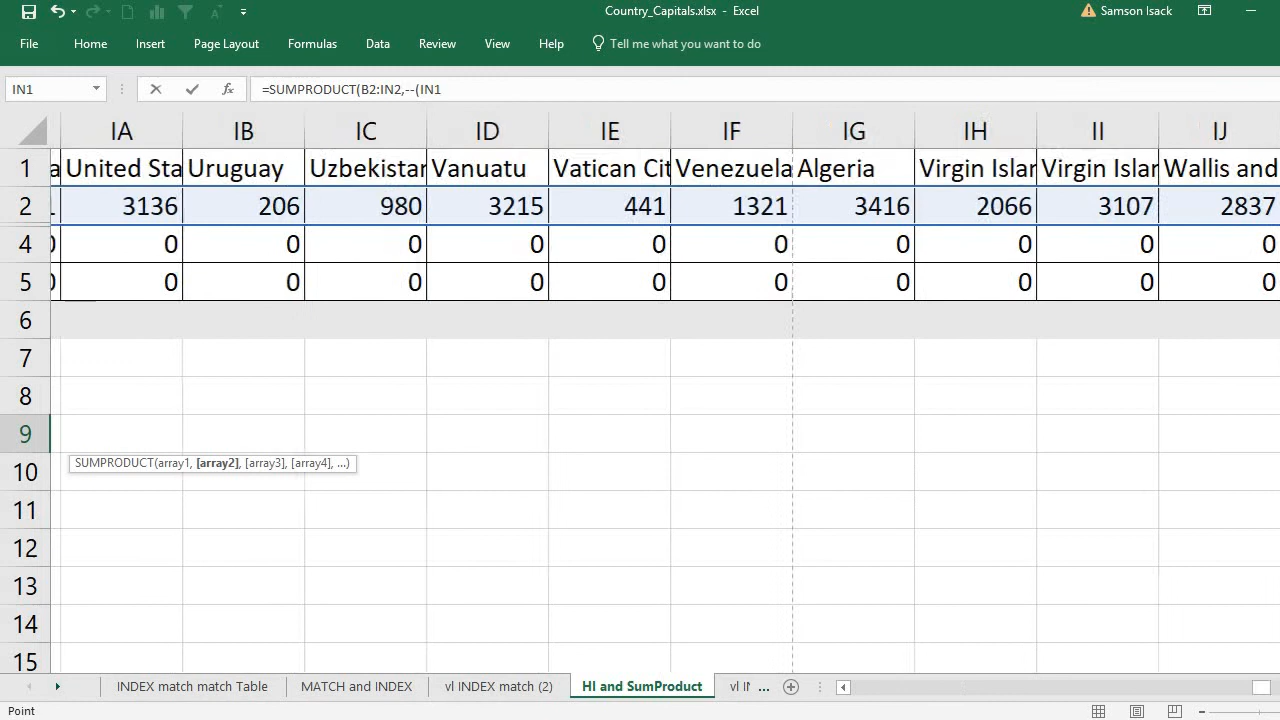 Country_Capitals.xlsx - Excel
Samson Isack
File Home Insert Page Layout Formulas Data Review View Help Tell me what you want to do
IN1 fx =SUMPRODUCT(B2:IN2,--(IN1
IA IB IC ID IE IF IG IH II IJ
1 a United Sta Uruguay Uzbekistar Vanuatu Vatican Cit Venezuela Algeria Virgin Islar Virgin Islar Wallis and
2 3136 206 980 3215 441 1321 3416 2066 3107 2837
4 0 0 0 0 0 0 0 0 0 0 0
5 0 0 0 0 0 0 0 0 0 0 0
6
7
8
9
10
SUMPRODUCT(array1, [array2], [array3], [array4], ...)
11
12
13
14
15
INDEX match match Table MATCH and INDEX vl INDEX match (2) HI and SumProduct vl IN ...
Point